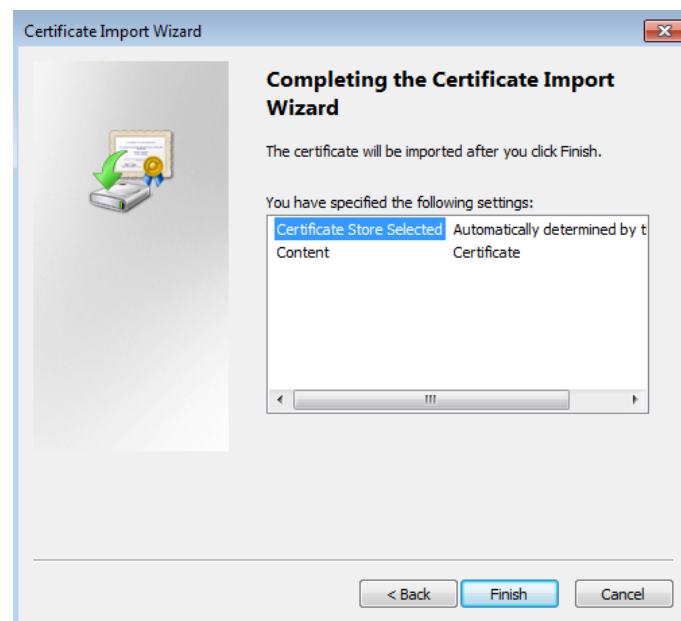 Certificate Import Wizard
Completing the Certificate Import
Wizard
The certificate will be imported after you click Finish.
You have specified the following settings:
Certificate Store Selected Automatically determined by t
Content Certificate
< Back Finish Cancel